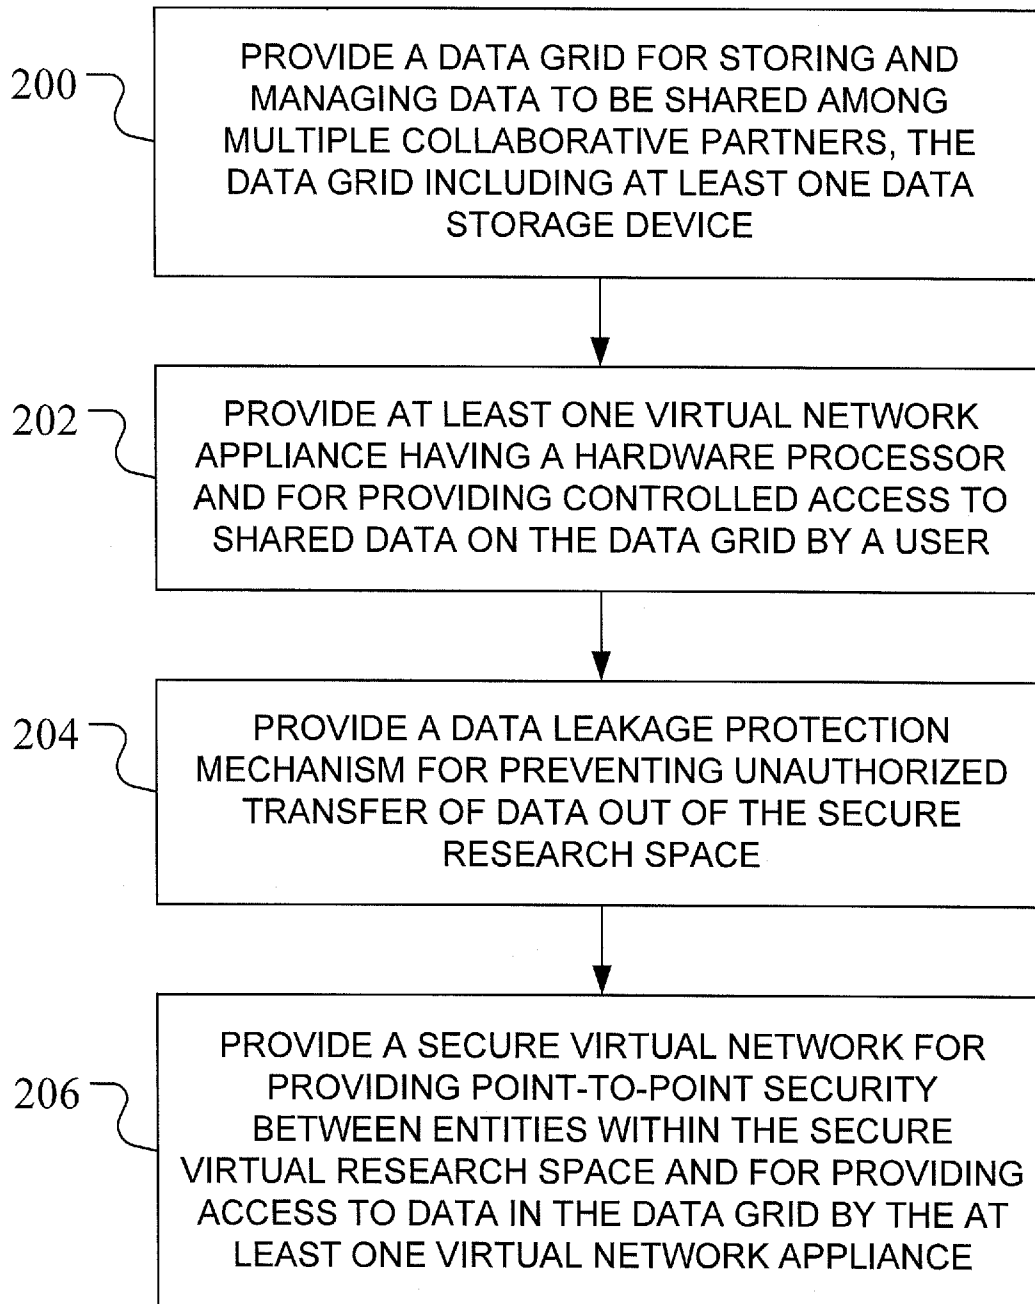 200
PROVIDE A DATA GRID FOR STORING AND
MANAGING DATA TO BE SHARED AMONG
MULTIPLE COLLABORATIVE PARTNERS, THE
DATA GRID INCLUDING AT LEAST ONE DATA
STORAGE DEVICE
202
PROVIDE AT LEAST ONE VIRTUAL NETWORK
APPLIANCE HAVING A HARDWARE PROCESSOR
AND FOR PROVIDING CONTROLLED ACCESS TO
SHARED DATA ON THE DATA GRID BY A USER
204
PROVIDE A DATA LEAKAGE PROTECTION
MECHANISM FOR PREVENTING UNAUTHORIZED
TRANSFER OF DATA OUT OF THE SECURE
RESEARCH SPACE
206
PROVIDE A SECURE VIRTUAL NETWORK FOR
PROVIDING POINT-TO-POINT SECURITY
BETWEEN ENTITIES WITHIN THE SECURE
VIRTUAL RESEARCH SPACE AND FOR PROVIDING
ACCESS TO DATA IN THE DATA GRID BY THE AT
LEAST ONE VIRTUAL NETWORK APPLIANCE